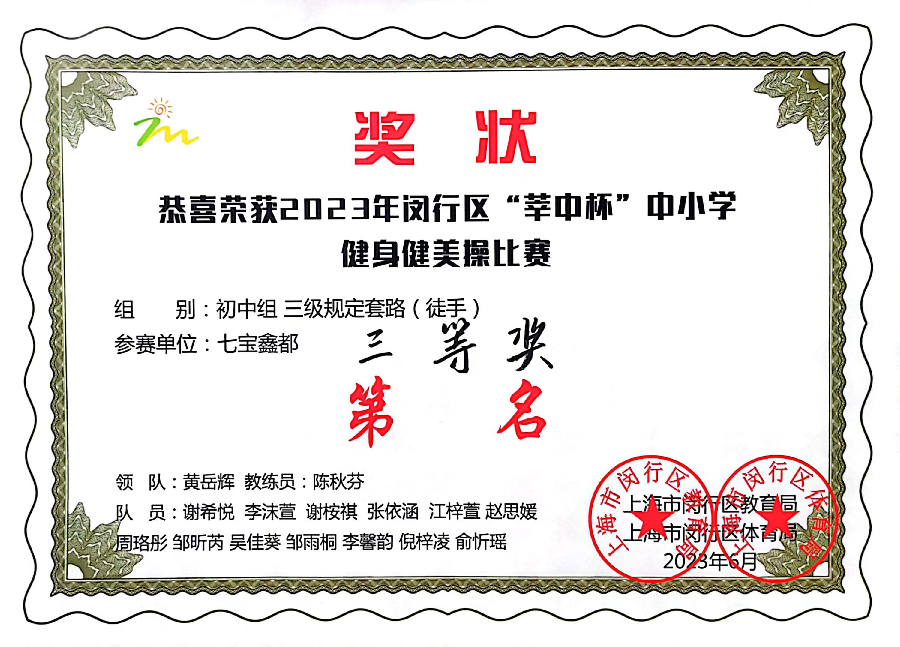 奖 状
恭喜荣获2023年闵行区“莘中杯”中小学
健身健美操比赛
组 别：初中组 三级规定套路（徒手）
参赛单位：七宝鑫都
三 等 奖
第 名
领 队：黄岳辉 教练员：陈秋芬
队 员：谢希悦 李沫萱 谢桉祺 张依涵 江梓萱 赵思媛
周珞彤 邹昕芮 吴佳葵 邹雨桐 李馨韵 倪梓凌 俞忻瑶
上海市闵行区教育局
上海市闵行区体育局
2023年6月
上海市闵行区教育局
上海市闵行区体育局